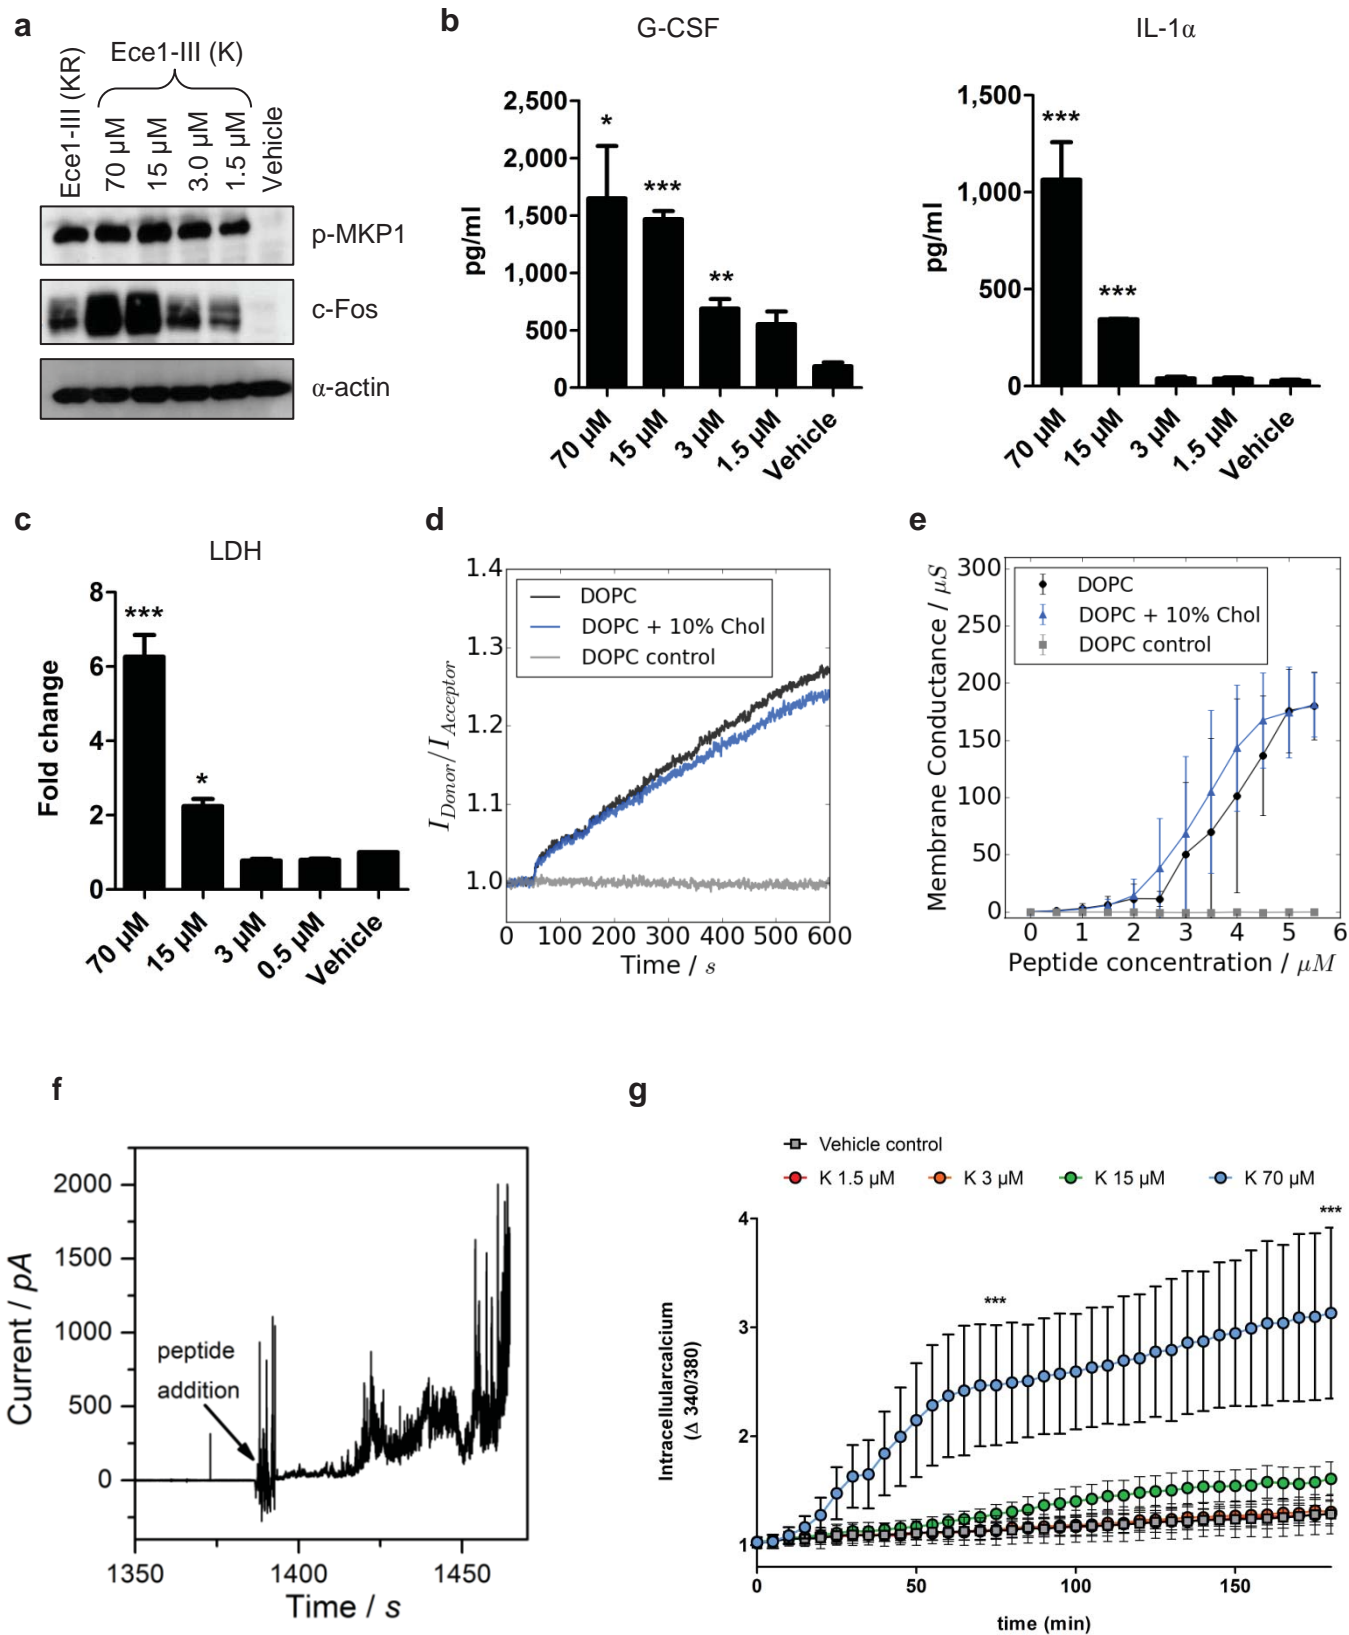 a
Ece1-III (KR)
Ece1-III (K)
70 µM
15 µM
3.0 µM
1.5 µM
Vehicle
p-MKP1
c-Fos
α-actin
b
G-CSF
pg/ml
2,500
2,000
1,500
1,000
500
0
*
***
**
70 µM
15 µM
3 µM
1.5 µM
Vehicle
IL-1α
pg/ml
1,500
1,000
500
0
***
***
70 µM
15 µM
3 µM
1.5 µM
Vehicle
c
LDH
Fold change
8
6
4
2
0
***
*
70 µM
15 µM
3 µM
0.5 µM
Vehicle
d
I_Donor/I_Acceptor
1.4
1.3
1.2
1.1
1.0
DOPC
DOPC + 10% Chol
DOPC control
0 100 200 300 400 500 600
Time / s
e
Membrane Conductance / µS
300
250
200
150
100
50
0
DOPC
DOPC + 10% Chol
DOPC control
0 1 2 3 4 5 6
Peptide concentration / µM
f
Current / pA
2000
1500
1000
500
0
peptide
addition
1350 1400 1450
Time / s
g
Vehicle control
K 1.5 µM K 3 µM K 15 µM K 70 µM
Intracellularcalcium
(Δ 340/380)
4
3
2
1
***
***
0 50 100 150
time (min)